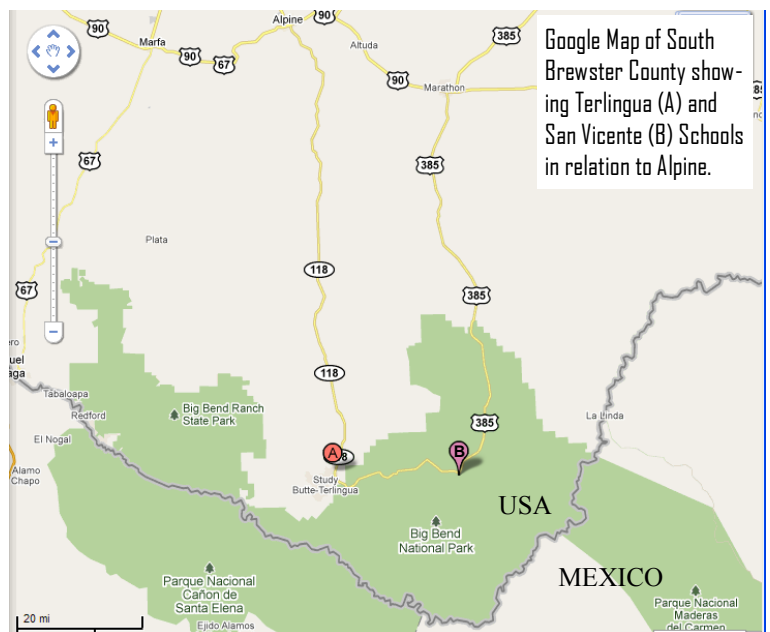 90
Alpine
90
Marfa
Altuda
385
90
67
90
Marathon
Google Map of South
Brewster County show-
ing Terlingua (A) and
San Vicente (B) Schools
in relation to Alpine.
67
385
Plata
118
385
67
118
Tabaloapa
Redford
Big Bend Ranch
State Park
La Linda
385
El Nogal
A
B
Alamo
Chapo
Study
Butte-Terlingua
USA
Big Bend
National Park
MEXICO
Parque Nacional
Cañon de
Santa Elena
Parque Nacional
Maderas
del Carmen
20 mi
Ejido Alamos